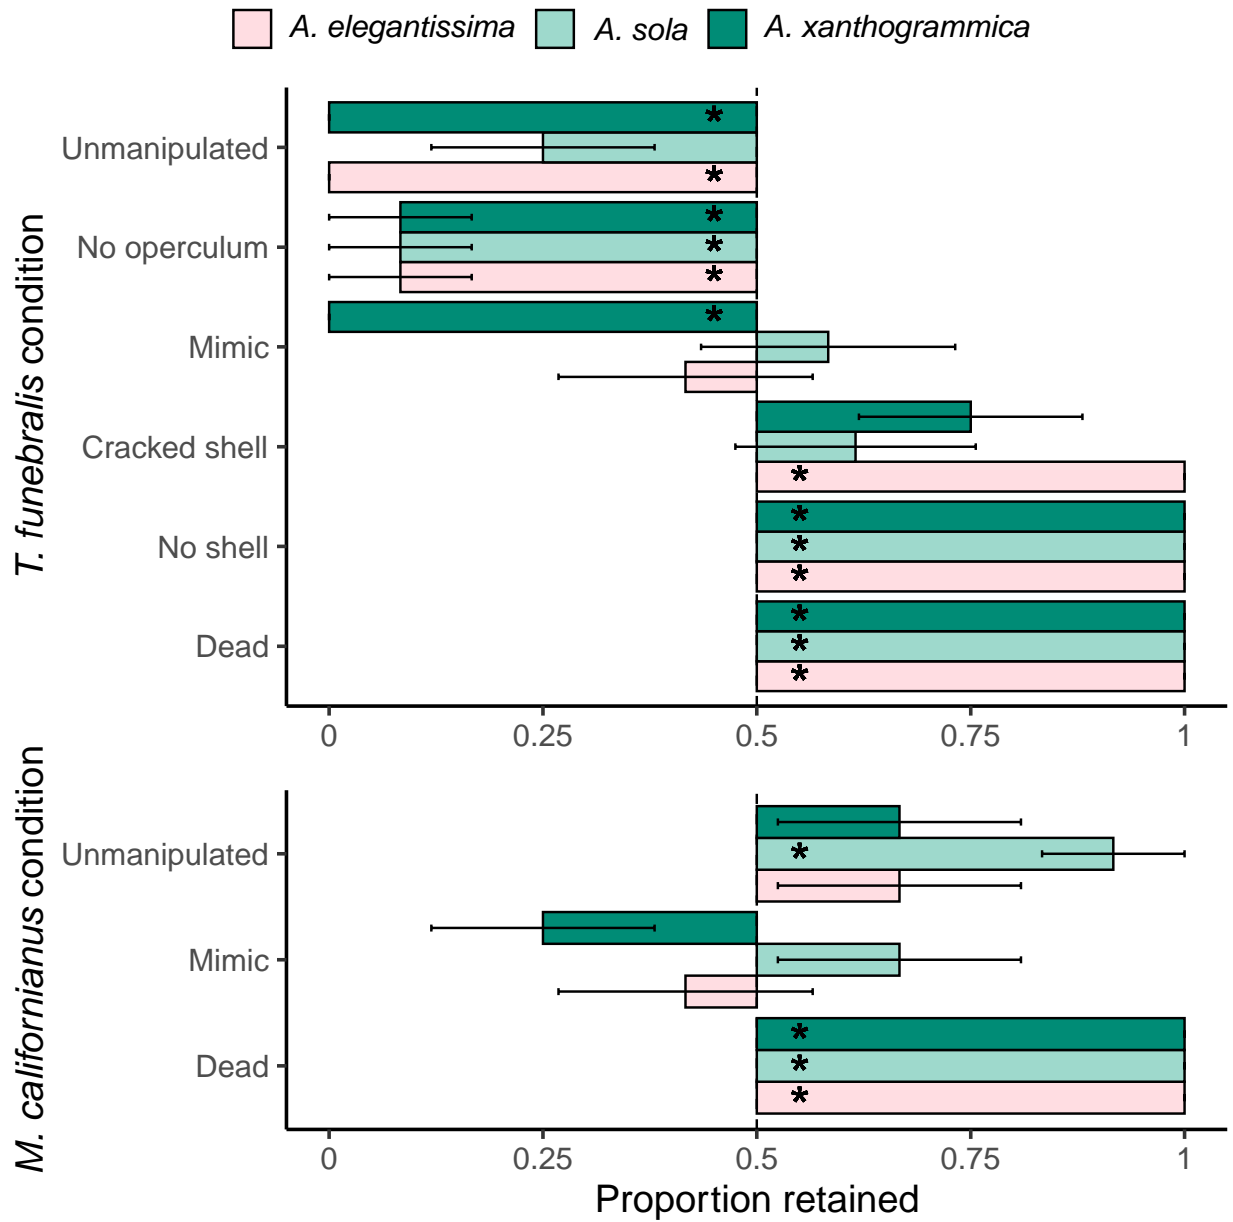 A. elegantissima A. sola A. xanthogrammica
T. funebralis condition
Unmanipulated
*
*
No operculum
*
*
*
Mimic
*
Cracked shell
*
No shell
*
*
*
Dead
*
*
*
0 0.25 0.5 0.75 1
M. californianus condition
Unmanipulated
*
Mimic
Dead
*
*
*
0 0.25 0.5 0.75 1
Proportion retained